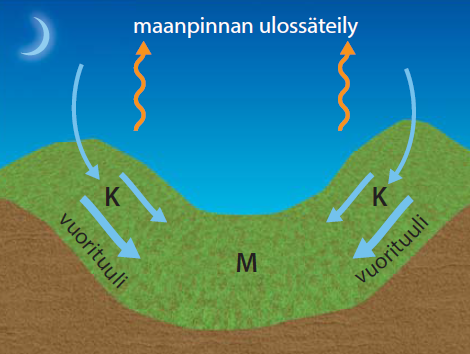 maanpinnan ulossäteily
K
K
vuorituuli
vuorituuli
M